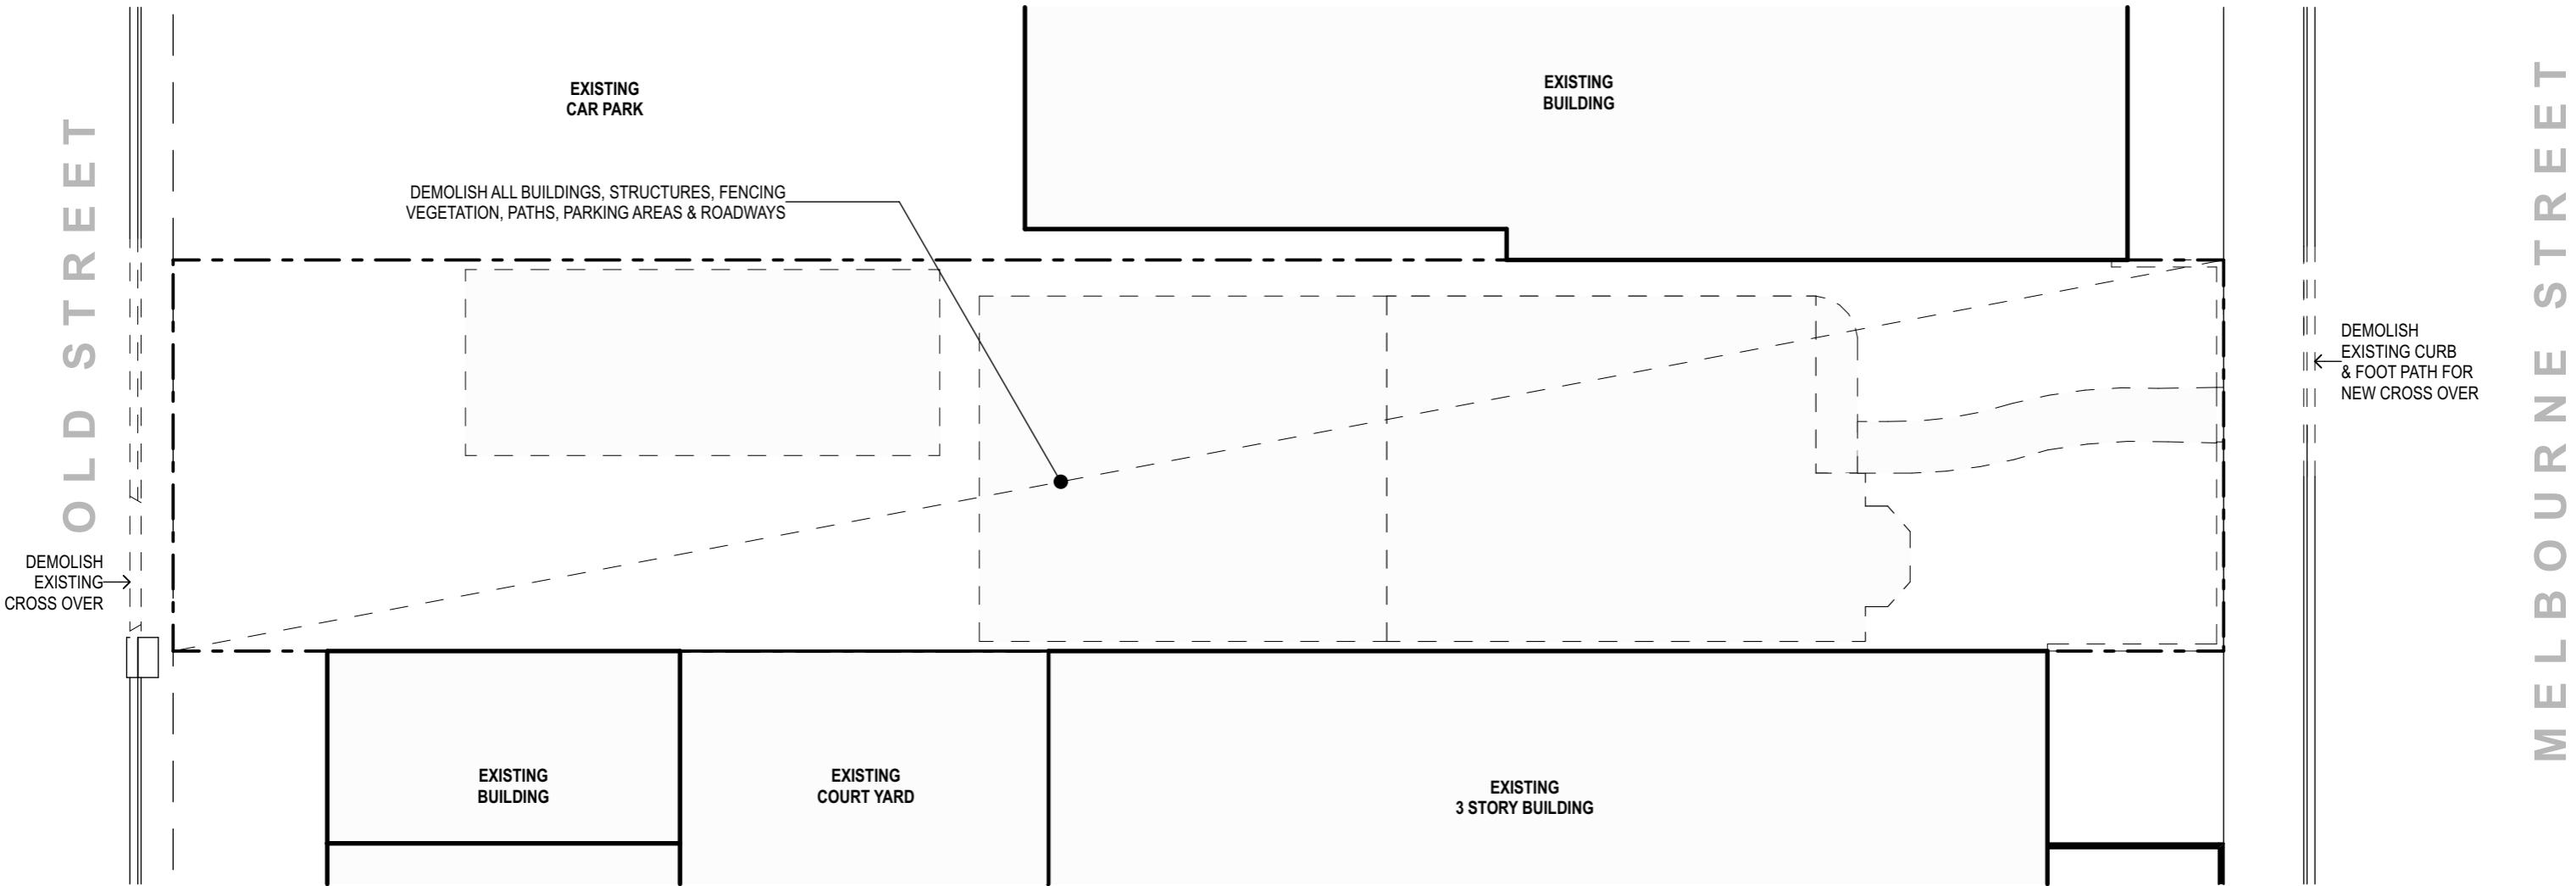 OLD STREET
EXISTING
CAR PARK
EXISTING
BUILDING
MELBOURNE STREET
DEMOLISH ALL BUILDINGS, STRUCTURES, FENCING
VEGETATION, PATHS, PARKING AREAS & ROADWAYS
DEMOLISH
EXISTING CURB
& FOOT PATH FOR
NEW CROSS OVER
DEMOLISH
EXISTING
CROSS OVER
EXISTING
BUILDING
EXISTING
COURT YARD
EXISTING
3 STORY BUILDING